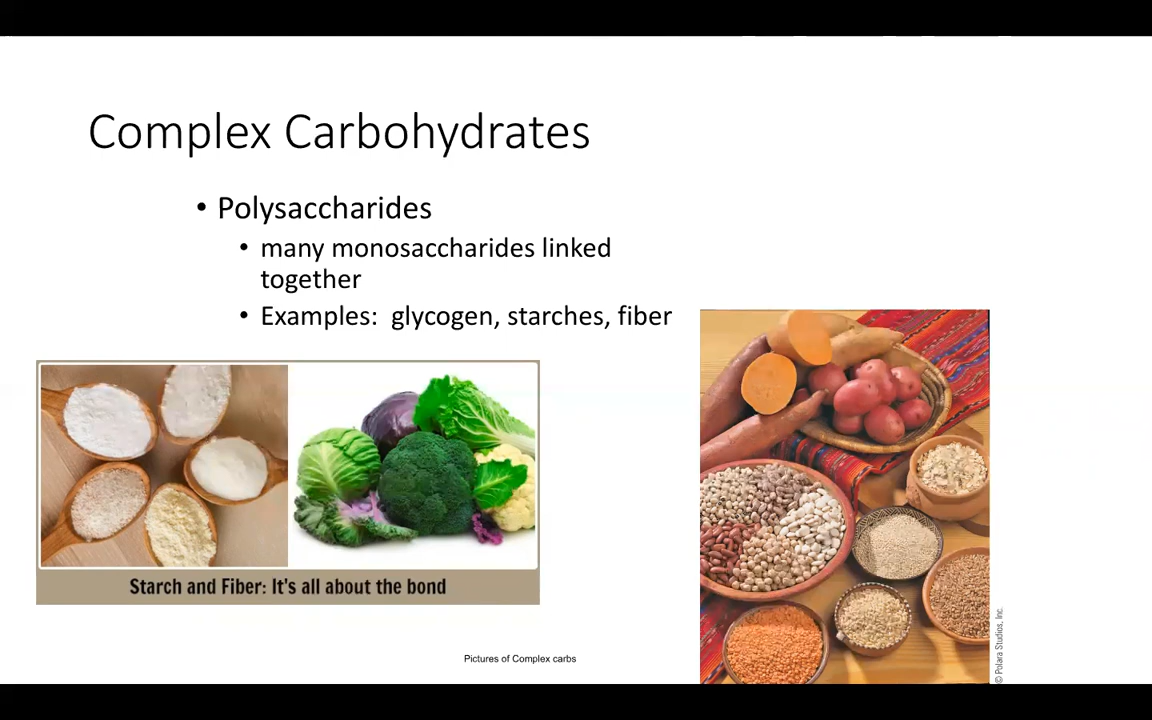 Complex Carbohydrates
• Polysaccharides
• many monosaccharides linked
together
• Examples:  glycogen, starches, fiber
Starch and Fiber: It's all about the bond
Pictures of Complex carbs
© Polara Studios, Inc.